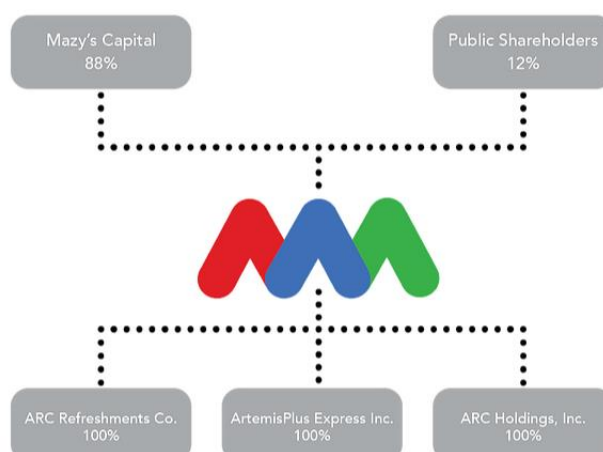 Mazy's Capital
88%
Public Shareholders
12%
ARC Refreshments Co.
100%
ArtemisPlus Express Inc.
100%
ARC Holdings, Inc.
100%